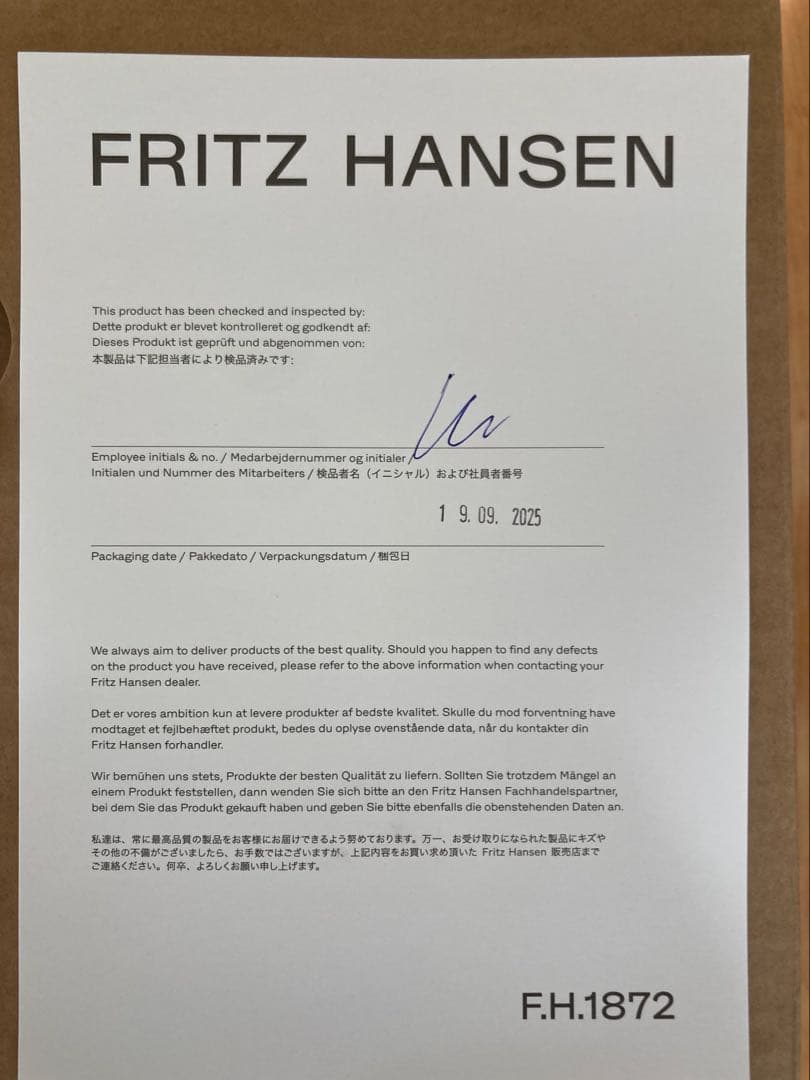 FRITZ HANSEN
This product has been checked and inspected by:
Dette produkt er blevet kontrolleret og godkendt af:
Dieses Produkt ist geprüft und abgenommen von:
本製品は下記担当者により検品済みです:
Employee initials & no. / Medarbejdernummer og initialer /
Initialen und Nummer des Mitarbeiters / 検品者名（イニシャル）および社員者番号
19.09. 2025
Packaging date / Pakkedato / Verpackungsdatum / 梱包日
We always aim to deliver products of the best quality. Should you happen to find any defects
on the product you have received, please refer to the above information when contacting your
Fritz Hansen dealer.
Det er vores ambition kun at levere produkter af bedste kvalitet. Skulle du mod forventning have
modtaget et fejlbehæftet produkt, bedes du oplyse ovenstående data, når du kontakter din
Fritz Hansen forhandler.
Wir bemühen uns stets, Produkte der besten Qualität zu liefern. Sollten Sie trotzdem Mängel an
einem Produkt feststellen, dann wenden Sie sich bitte an den Fritz Hansen Fachhandelspartner,
bei dem Sie das Produkt gekauft haben und geben Sie bitte ebenfalls die obenstehenden Daten an.
私達は、常に最高品質の製品をお客様にお届けできるよう努めております。万一、お受け取りになられた製品にキズや
その他の不備がございましたら、お手数ではございますが、上記内容をお買い求め頂いた Fritz Hansen 販売店まで
ご連絡ください。何卒、よろしくお願い申し上げます。
F.H.1872